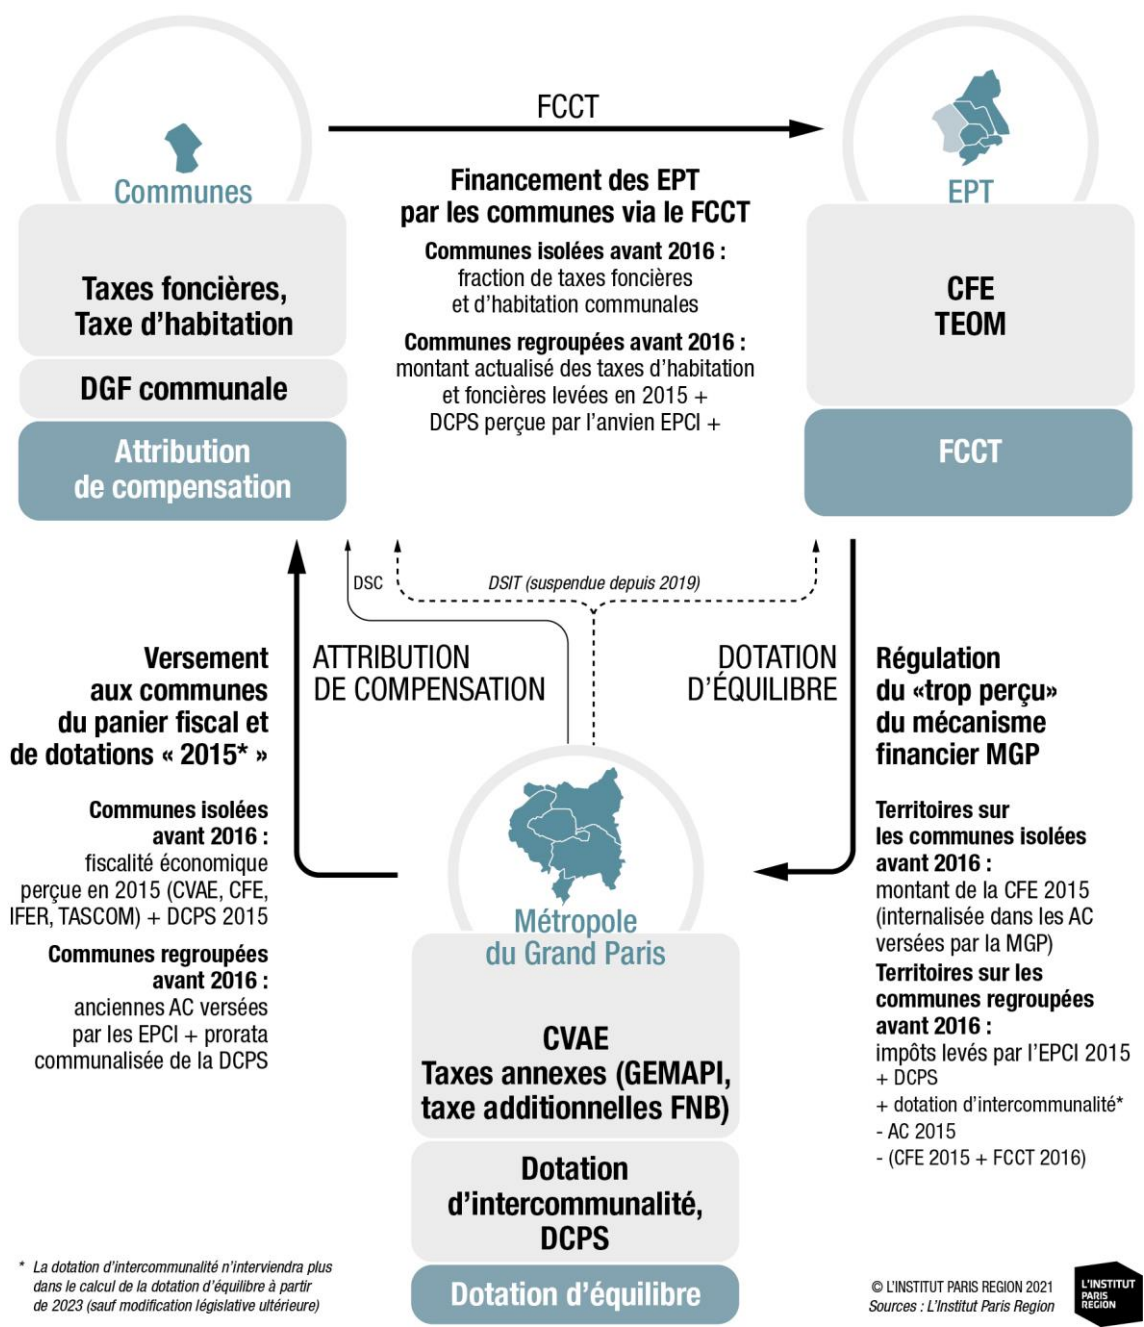 FCCT
Communes
Taxes foncières,
Taxe d'habitation
DGF communale
Attribution
de compensation
Financement des EPT
par les communes via le FCCT
Communes isolées avant 2016 :
fraction de taxes foncières
et d'habitation communales
Communes regroupées avant 2016 :
montant actualisé des taxes d'habitation
et foncières levées en 2015 +
DCPS perçue par l'anvien EPCI +
EPT
CFE
TEOM
FCCT
DSC
DSIT (suspendue depuis 2019)
Versement
aux communes
du panier fiscal et
de dotations « 2015* »
Communes isolées
avant 2016 :
fiscalité économique
perçue en 2015 (CVAE, CFE,
IFER, TASCOM) + DCPS 2015
Communes regroupées
avant 2016 :
anciennes AC versées
par les EPCI + prorata
communalisée de la DCPS
ATTRIBUTION
DE COMPENSATION
DOTATION
D'ÉQUILIBRE
Régulation
du «trop perçu»
du mécanisme
financier MGP
Territoires sur
les communes isolées
avant 2016 :
montant de la CFE 2015
(internalisée dans les AC
versées par la MGP)
Territoires sur les
communes regroupées
avant 2016 :
impôts levés par l'EPCI 2015
+ DCPS
+ dotation d'intercommunalité*
- AC 2015
- (CFE 2015 + FCCT 2016)
Métropole
du Grand Paris
CVAE
Taxes annexes (GEMAPI,
taxe additionnelles FNB)
Dotation
d'intercommunalité,
DCPS
Dotation d'équilibre
* La dotation d'intercommunalité n'interviendra plus
dans le calcul de la dotation d'équilibre à partir
de 2023 (sauf modification législative ultérieure)
© L'INSTITUT PARIS REGION 2021
Sources : L'Institut Paris Region
L'INSTITUT
PARIS
REGION